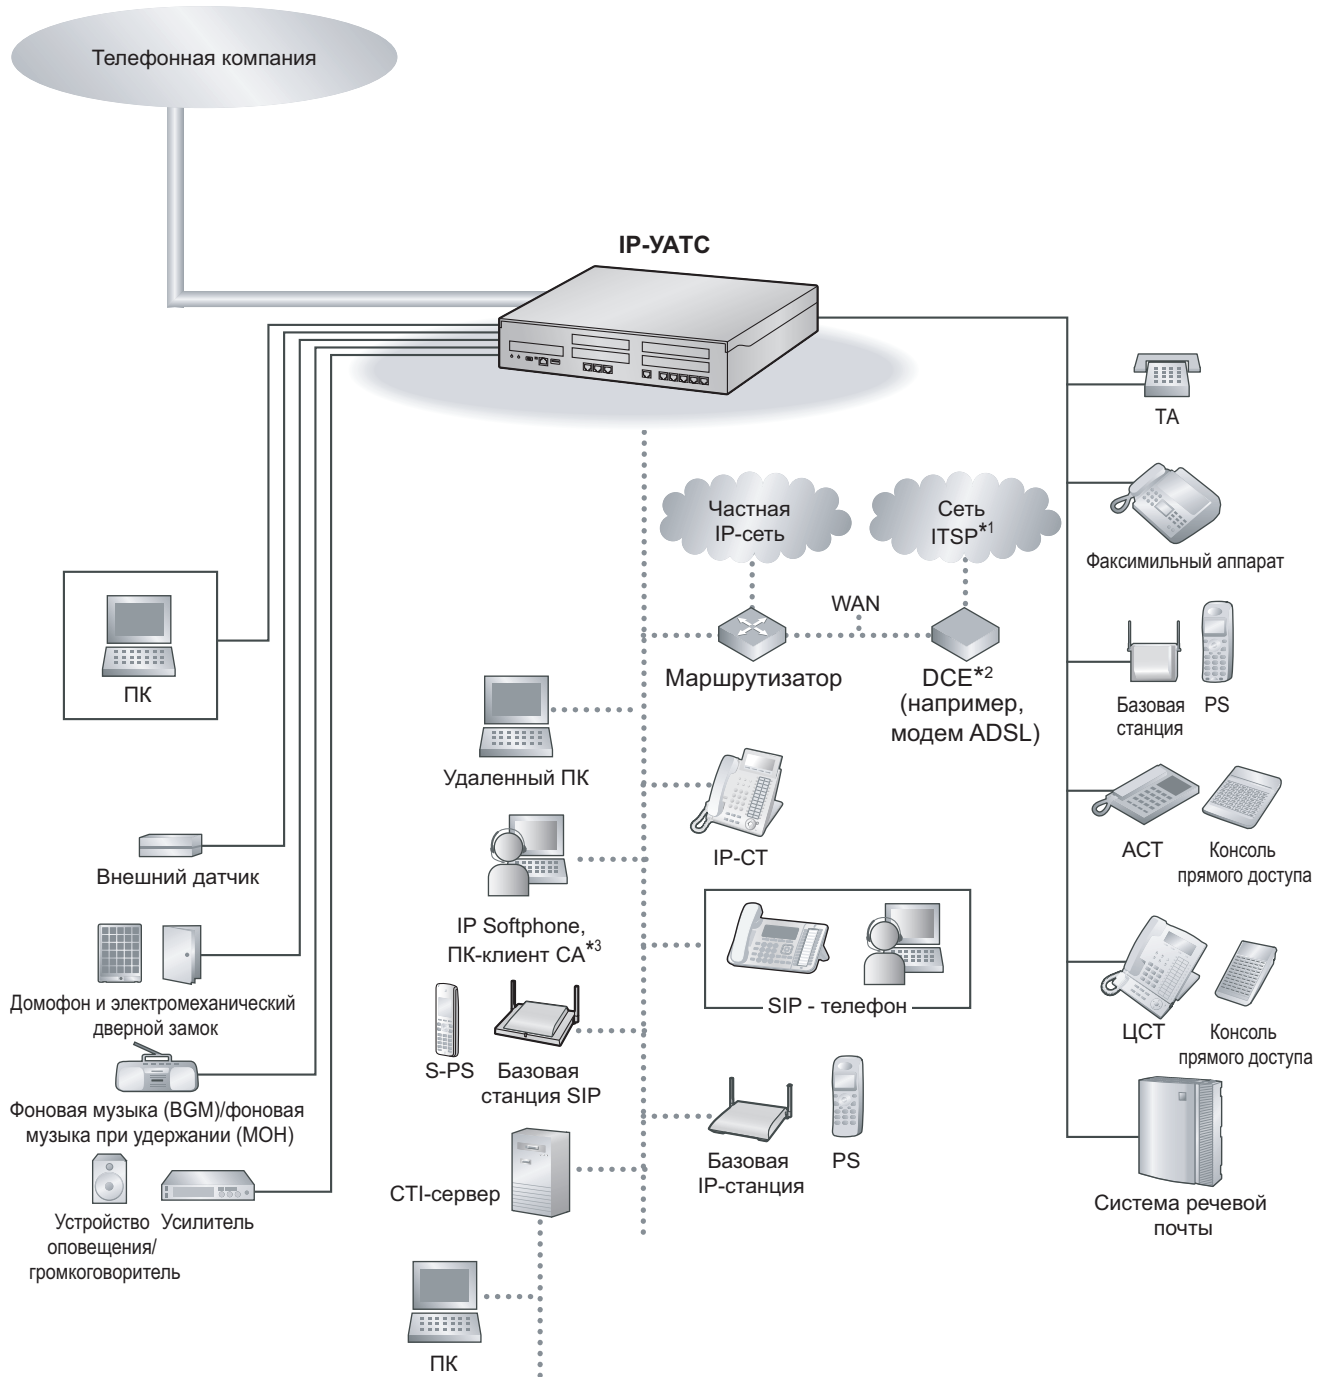 Телефонная компания
IP-УАТС
ТА
Частная
IP-сеть
Сеть
ITSP*1
Факсимильный аппарат
WAN
ПК
Маршрутизатор
DCE*2
(например,
модем ADSL)
Базовая
станция
PS
Удаленный ПК
IP-СТ
АСТ
Консоль
прямого доступа
Внешний датчик
IP Softphone,
ПК-клиент CA*3
SIP - телефон
Домофон и электромеханический
дверной замок
ЦСТ
Консоль
прямого доступа
S-PS
Базовая
станция SIP
Фоновая музыка (BGM)/фоновая
музыка при удержании (MOH)
Базовая
IP-станция
PS
CTI-сервер
Система речевой
почты
Устройство
оповещения/
громкоговоритель
Усилитель
ПК